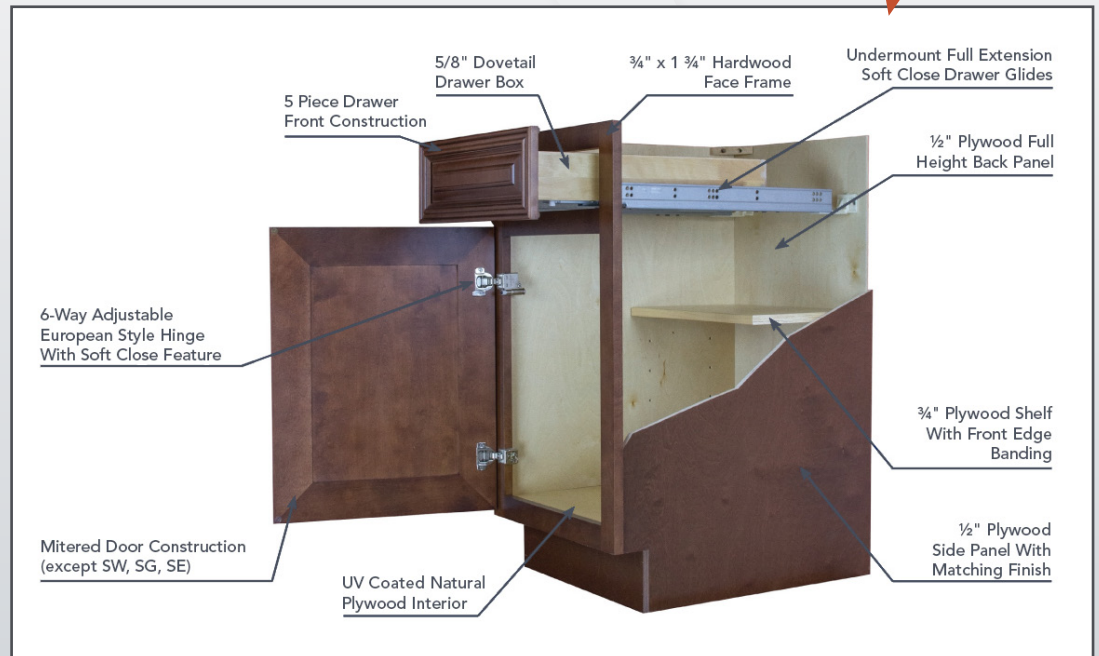 5/8" Dovetail
Drawer Box
¾" x 1 ¾" Hardwood
Face Frame
Undermount Full Extension
Soft Close Drawer Glides
5 Piece Drawer
Front Construction
½" Plywood Full
Height Back Panel
6-Way Adjustable
European Style Hinge
With Soft Close Feature
¾" Plywood Shelf
With Front Edge
Banding
Mitered Door Construction
(except SW, SG, SE)
UV Coated Natural
Plywood Interior
½" Plywood
Side Panel With
Matching Finish